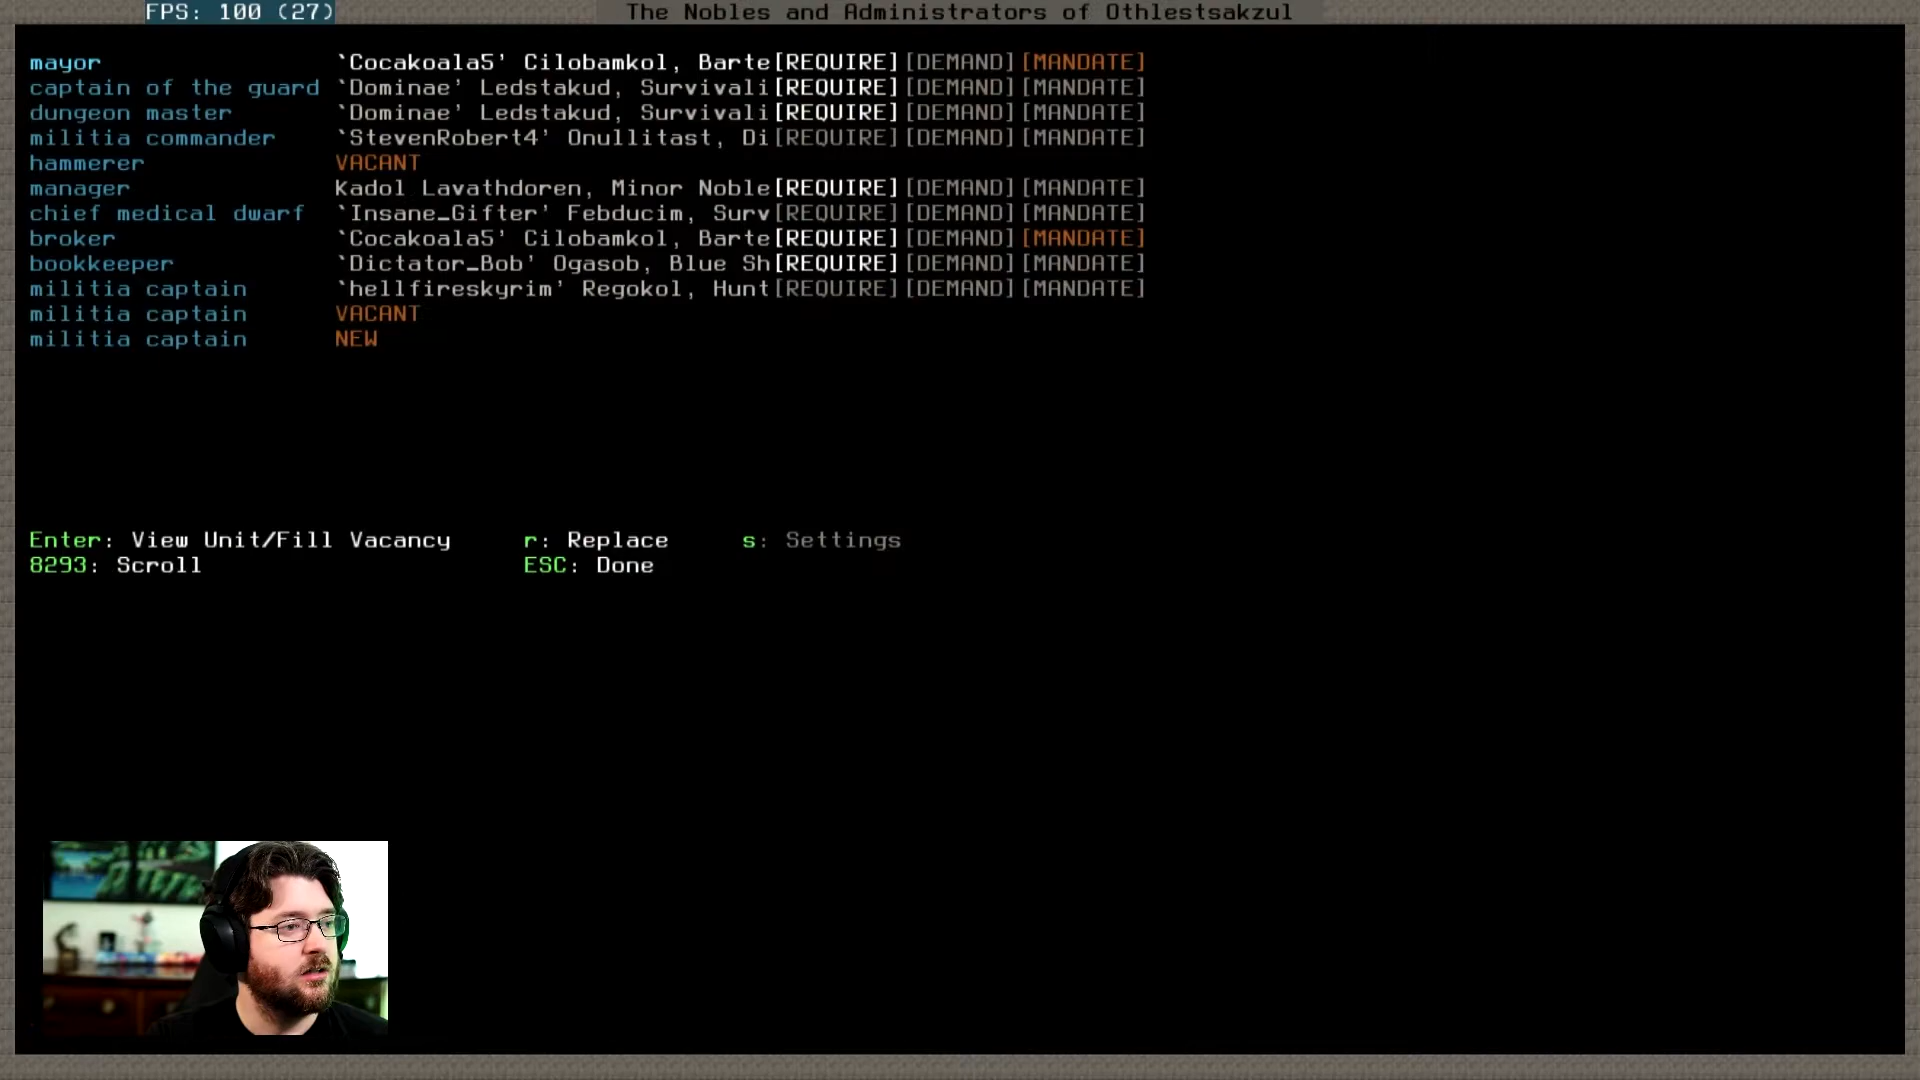 FPS: 100 (27) The Nobles and Administrators of Othlestsakzul
mayor `Cocakoala5' Cilobamkol, Barte[REQUIRE][DEMAND][MANDATE]
captain of the guard `Dominae' Ledstakud, Survivali[REQUIRE][DEMAND][MANDATE]
dungeon master `Dominae' Ledstakud, Survivali[REQUIRE][DEMAND][MANDATE]
militia commander `StevenRobert4' Onullitast, Di[REQUIRE][DEMAND][MANDATE]
hammerer VACANT
manager Kadol Lavathdoren, Minor Noble[REQUIRE][DEMAND][MANDATE]
chief medical dwarf `Insane_Gifter' Febducim, Surv[REQUIRE][DEMAND][MANDATE]
broker `Cocakoala5' Cilobamkol, Barte[REQUIRE][DEMAND][MANDATE]
bookkeeper `Dictator_Bob' Ogasob, Blue Sh[REQUIRE][DEMAND][MANDATE]
militia captain `hellfireskyrim' Regokol, Hunt[REQUIRE][DEMAND][MANDATE]
militia captain VACANT
militia captain NEW
Enter: View Unit/Fill Vacancy r: Replace s: Settings
8293: Scroll ESC: Done